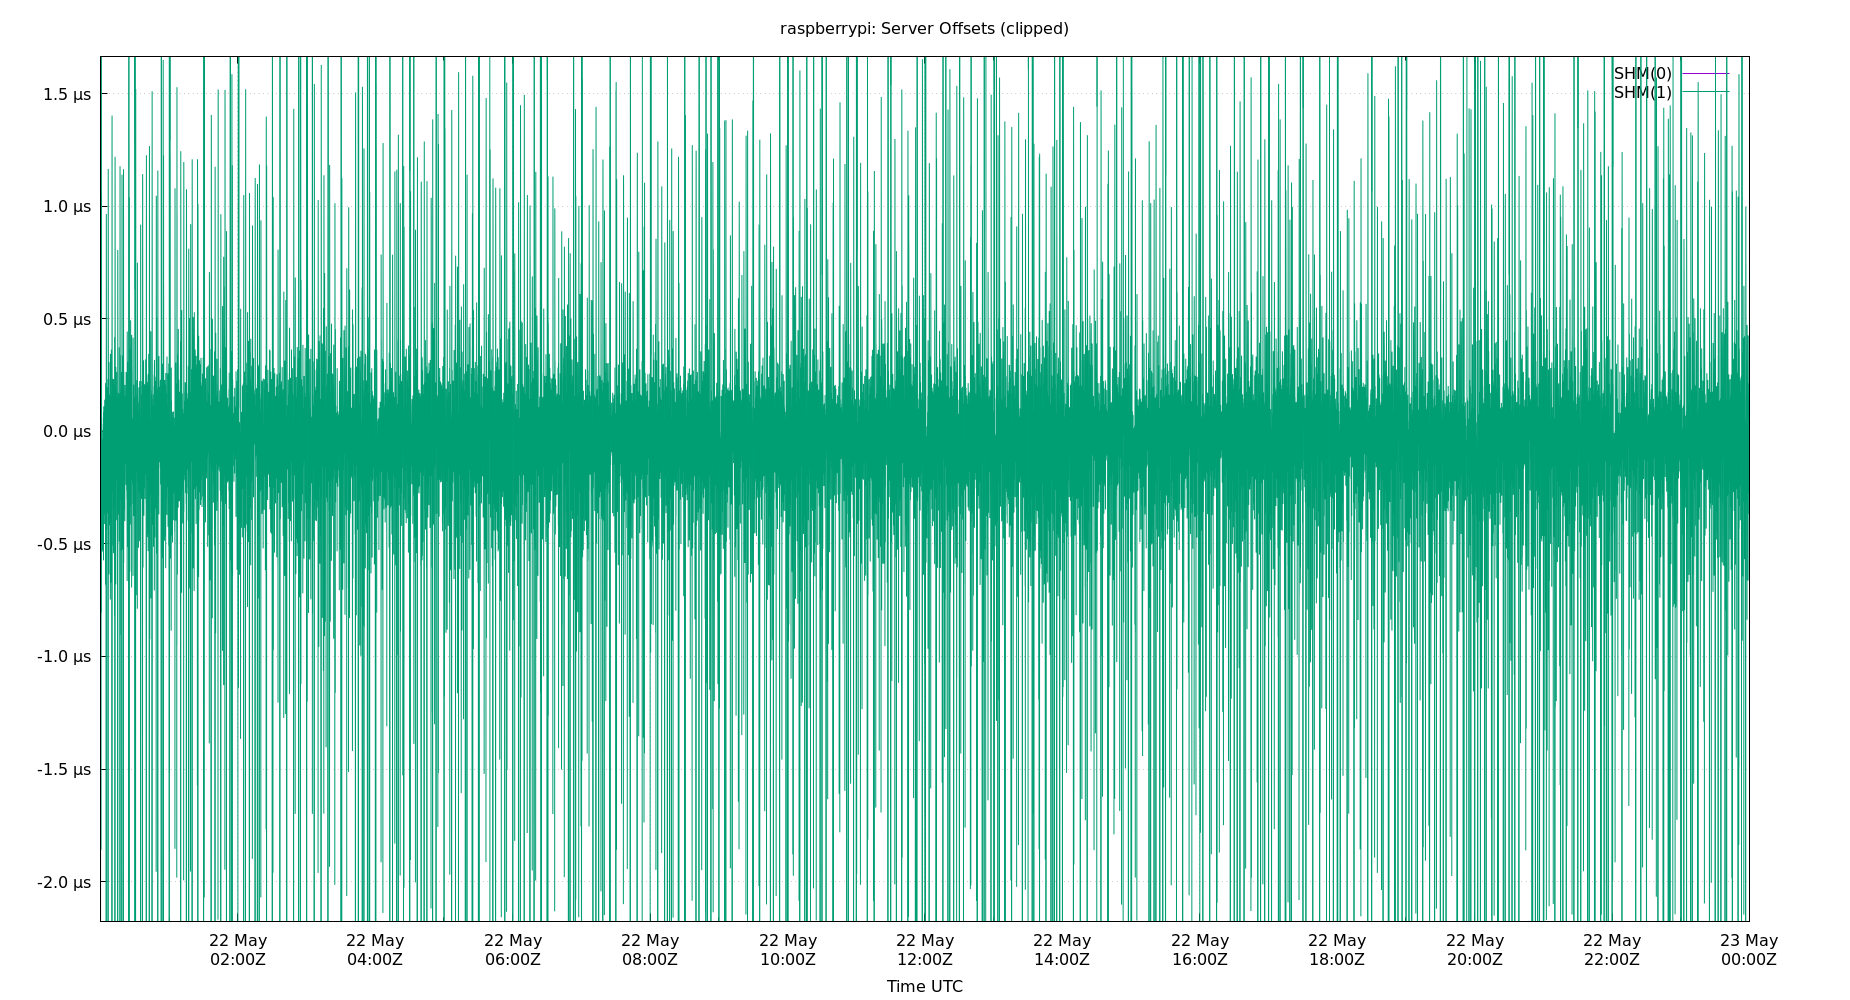 raspberrypi: Server Offsets (clipped)
SHM(0)
SHM(1)
1.5 µs
1.0 µs
0.5 µs
0.0 µs
-0.5 µs
-1.0 µs
-1.5 µs
-2.0 µs
22 May 22 May 22 May 22 May 22 May 22 May 22 May 22 May 22 May 22 May 22 May 23 May
02:00Z 04:00Z 06:00Z 08:00Z 10:00Z 12:00Z 14:00Z 16:00Z 18:00Z 20:00Z 22:00Z 00:00Z
Time UTC